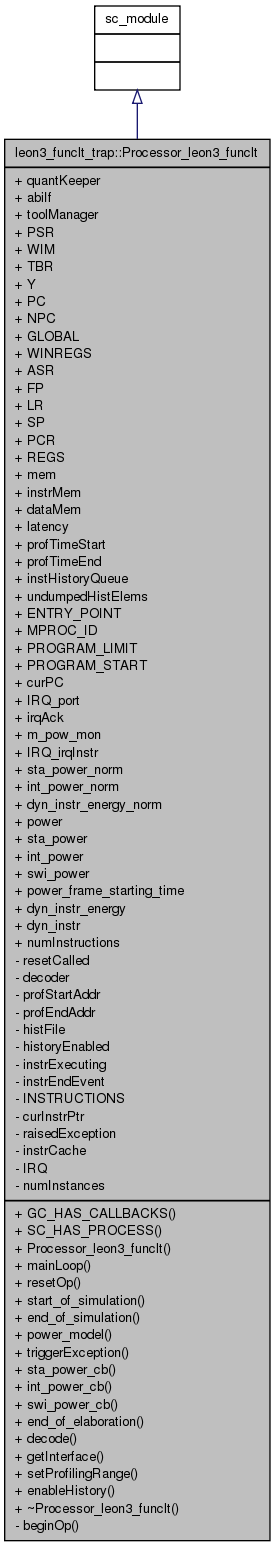 sc_module
leon3_funclt_trap::Processor_leon3_funclt
+ quantKeeper
+ abiIf
+ toolManager
+ PSR
+ WIM
+ TBR
+ Y
+ PC
+ NPC
+ GLOBAL
+ WINREGS
+ ASR
+ FP
+ LR
+ SP
+ PCR
+ REGS
+ mem
+ instrMem
+ dataMem
+ latency
+ profTimeStart
+ profTimeEnd
+ instHistoryQueue
+ undumpedHistElems
+ ENTRY_POINT
+ MPROC_ID
+ PROGRAM_LIMIT
+ PROGRAM_START
+ curPC
+ IRQ_port
+ irqAck
+ m_pow_mon
+ IRQ_irqInstr
+ sta_power_norm
+ int_power_norm
+ dyn_instr_energy_norm
+ power
+ sta_power
+ int_power
+ swi_power
+ power_frame_starting_time
+ dyn_instr_energy
+ dyn_instr
+ numInstructions
- resetCalled
- decoder
- profStartAddr
- profEndAddr
- histFile
- historyEnabled
- instrExecuting
- instrEndEvent
- INSTRUCTIONS
- curInstrPtr
- raisedException
- instrCache
- IRQ
- numInstances
+ GC_HAS_CALLBACKS()
+ SC_HAS_PROCESS()
+ Processor_leon3_funclt()
+ mainLoop()
+ resetOp()
+ start_of_simulation()
+ end_of_simulation()
+ power_model()
+ triggerException()
+ sta_power_cb()
+ int_power_cb()
+ swi_power_cb()
+ end_of_elaboration()
+ decode()
+ getInterface()
+ setProfilingRange()
+ enableHistory()
+ ~Processor_leon3_funclt()
- beginOp()